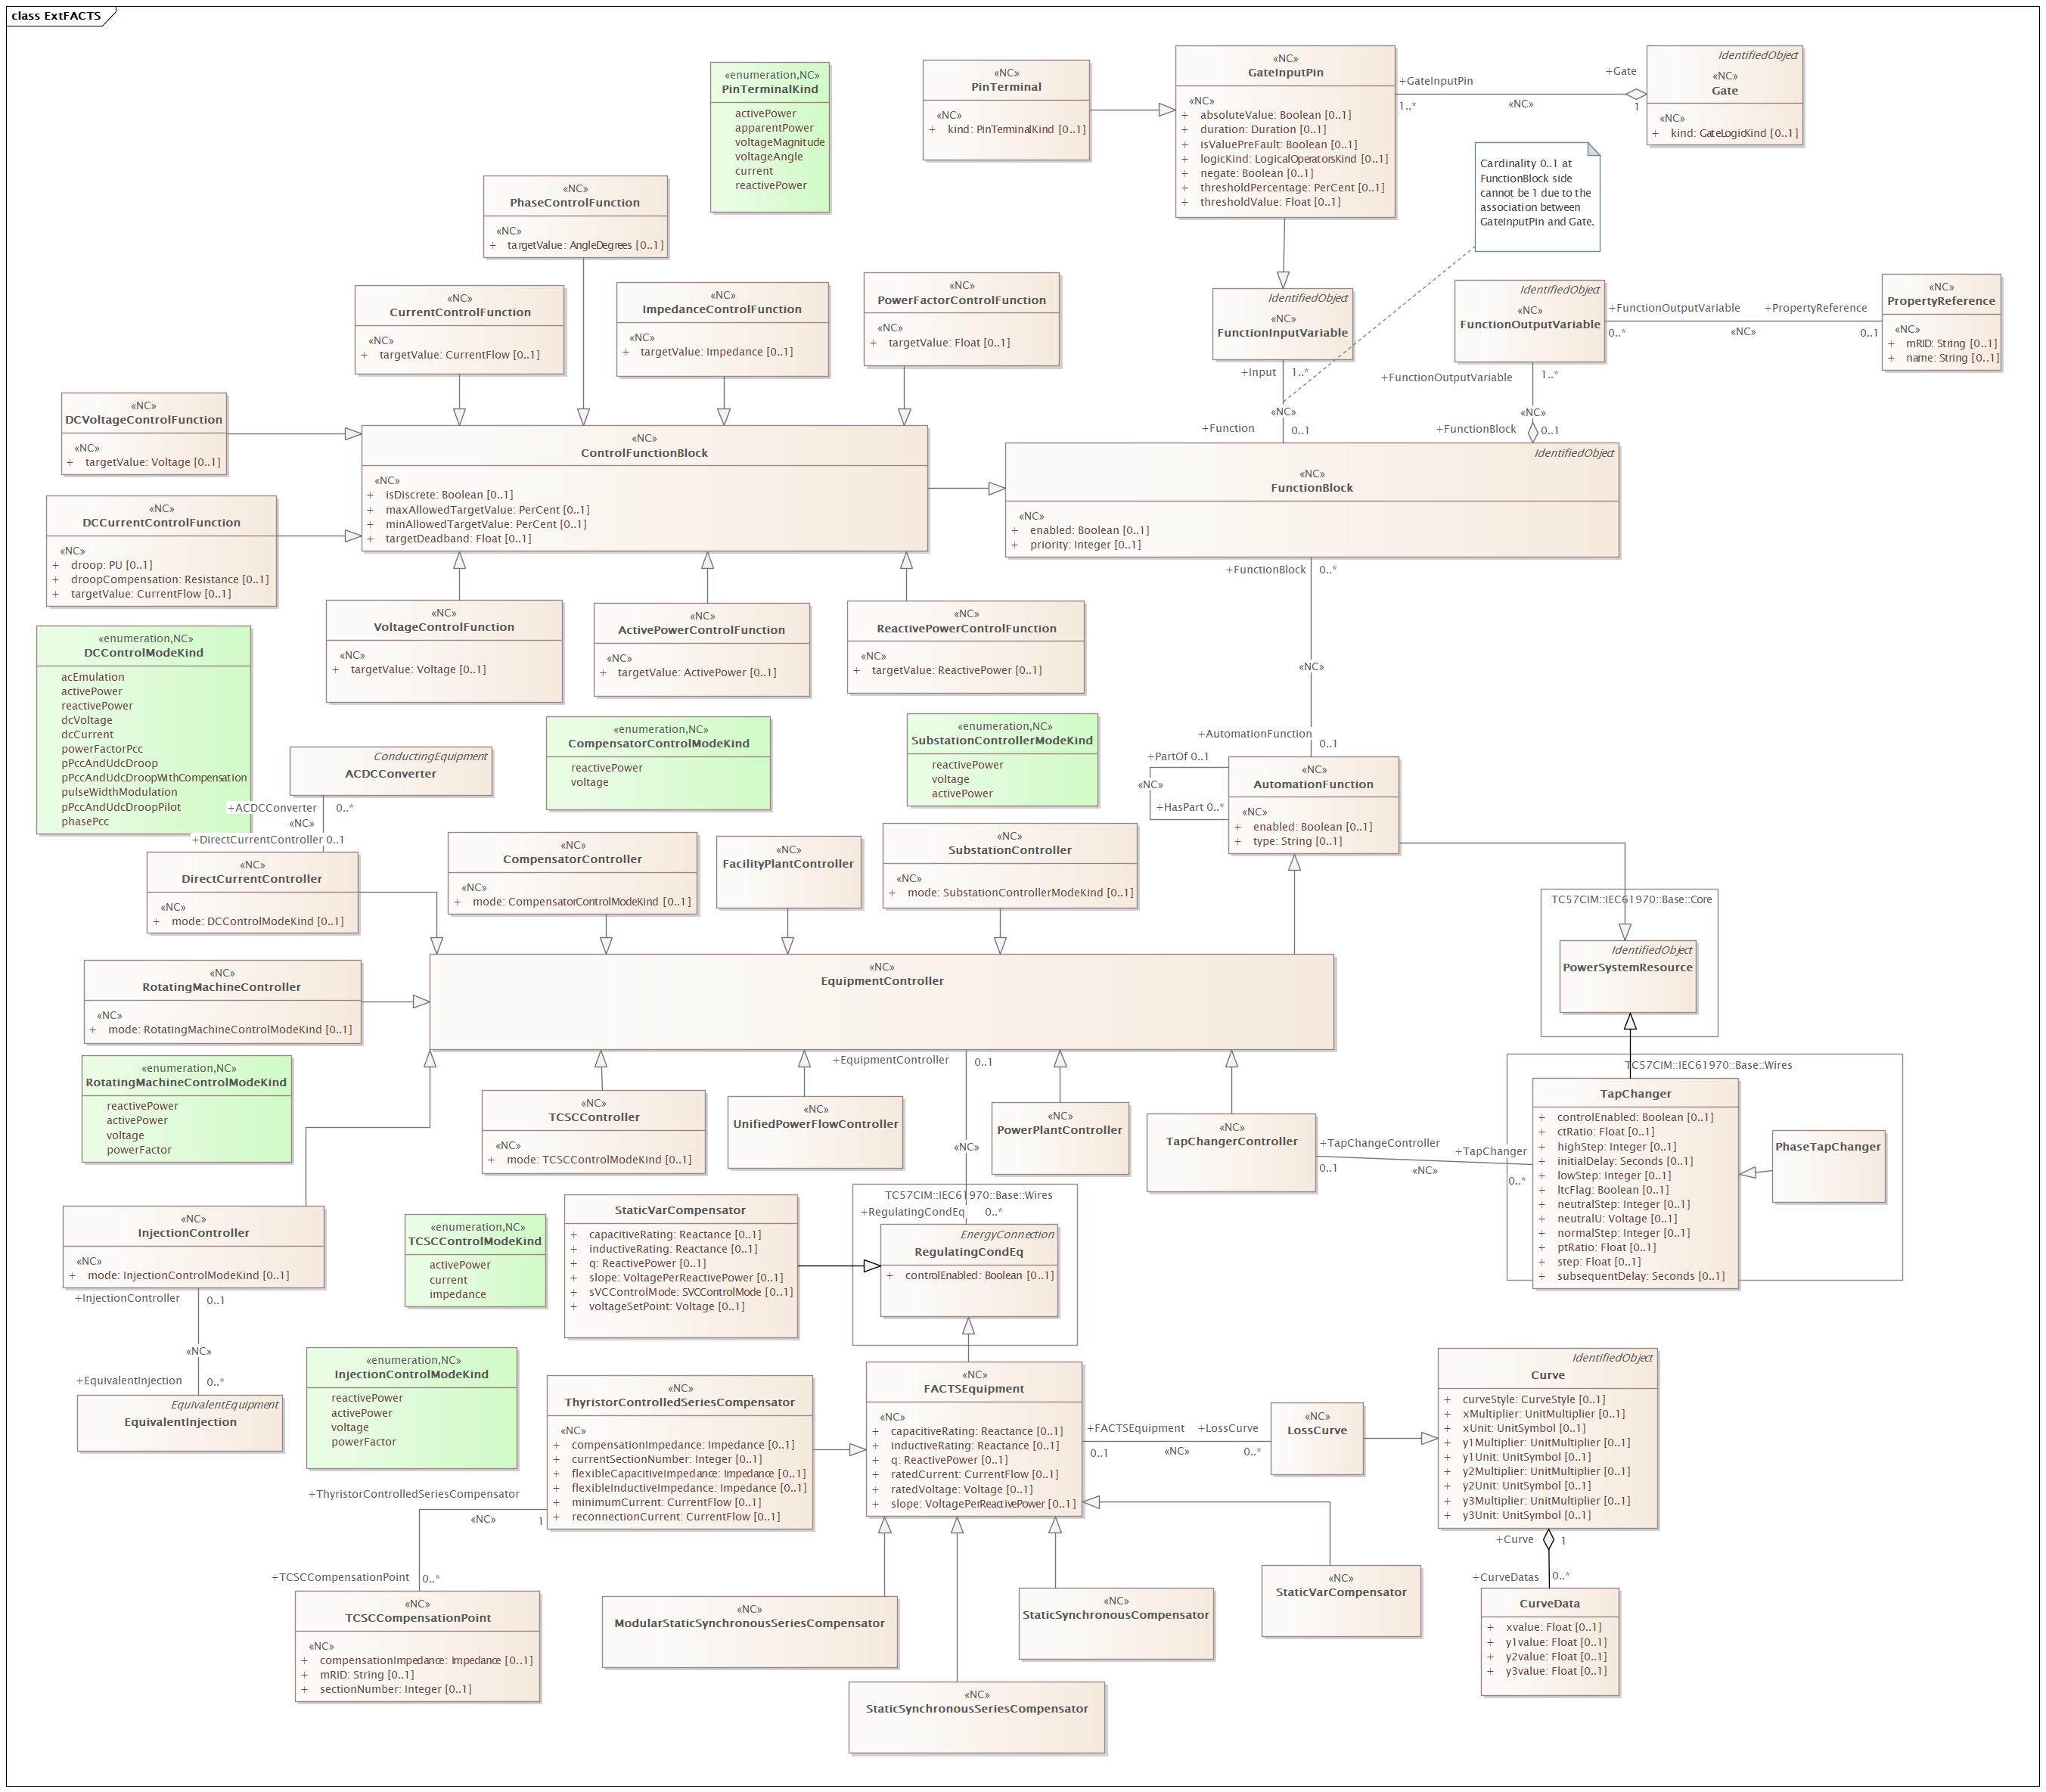 class ExtFACTS
«enumeration,NC»
PinTerminalKind
activePower
apparentPower
voltageMagnitude
voltageAngle
current
reactivePower
«NC»
PinTerminal
«NC»
+ kind: PinTerminalKind [0..1]
«NC»
GateInputPin
«NC»
+ absoluteValue: Boolean [0..1]
+ duration: Duration [0..1]
+ isValuePreFault: Boolean [0..1]
+ logicKind: LogicalOperatorsKind [0..1]
+ negate: Boolean [0..1]
+ thresholdPercentage: PerCent [0..1]
+ thresholdValue: Float [0..1]
+GateInputPin
1..*
«NC»
+Gate
1
IdentifiedObject
«NC»
Gate
«NC»
+ kind: GateLogicKind [0..1]
Cardinality 0..1 at
FunctionBlock side
cannot be 1 due to the
association between
GateInputPin and Gate.
«NC»
PhaseControlFunction
«NC»
+ targetValue: AngleDegrees [0..1]
«NC»
CurrentControlFunction
«NC»
+ targetValue: CurrentFlow [0..1]
«NC»
ImpedanceControlFunction
«NC»
+ targetValue: Impedance [0..1]
«NC»
PowerFactorControlFunction
«NC»
+ targetValue: Float [0..1]
IdentifiedObject
«NC»
FunctionInputVariable
IdentifiedObject
«NC»
FunctionOutputVariable
+FunctionOutputVariable
0..*
«NC»
+PropertyReference
0..1
«NC»
PropertyReference
«NC»
+ mRID: String [0..1]
+ name: String [0..1]
+Input 1..*
«NC»
+Function 0..1
+FunctionOutputVariable 1..*
«NC»
+FunctionBlock 0..1
«NC»
DCVoltageControlFunction
«NC»
+ targetValue: Voltage [0..1]
«NC»
ControlFunctionBlock
«NC»
+ isDiscrete: Boolean [0..1]
+ maxAllowedTargetValue: PerCent [0..1]
+ minAllowedTargetValue: PerCent [0..1]
+ targetDeadband: Float [0..1]
IdentifiedObject
«NC»
FunctionBlock
«NC»
+ enabled: Boolean [0..1]
+ priority: Integer [0..1]
«NC»
DCCurrentControlFunction
«NC»
+ droop: PU [0..1]
+ droopCompensation: Resistance [0..1]
+ targetValue: CurrentFlow [0..1]
«NC»
VoltageControlFunction
«NC»
+ targetValue: Voltage [0..1]
«NC»
ActivePowerControlFunction
«NC»
+ targetValue: ActivePower [0..1]
«NC»
ReactivePowerControlFunction
«NC»
+ targetValue: ReactivePower [0..1]
+FunctionBlock 0..*
«NC»
+AutomationFunction
0..1
«enumeration,NC»
DCControlModeKind
acEmulation
activePower
reactivePower
dcVoltage
dcCurrent
powerFactorPcc
pPccAndUdcDroop
pPccAndUdcDroopWithCompensation
pulseWidthModulation
pPccAndUdcDroopPilot
phasePcc
ConductingEquipment
ACDCConverter
+ACDCConverter 0..*
«NC»
+DirectCurrentController 0..1
«enumeration,NC»
CompensatorControlModeKind
reactivePower
voltage
«enumeration,NC»
SubstationControllerModeKind
reactivePower
voltage
activePower
+PartOf 0..1
«NC»
+HasPart 0..*
«NC»
AutomationFunction
«NC»
+ enabled: Boolean [0..1]
+ type: String [0..1]
«NC»
DirectCurrentController
«NC»
+ mode: DCControlModeKind [0..1]
«NC»
CompensatorController
«NC»
+ mode: CompensatorControlModeKind [0..1]
«NC»
FacilityPlantController
«NC»
SubstationController
«NC»
+ mode: SubstationControllerModeKind [0..1]
TC57CIM::IEC61970::Base::Core
IdentifiedObject
PowerSystemResource
«NC»
EquipmentController
«NC»
RotatingMachineController
«NC»
+ mode: RotatingMachineControlModeKind [0..1]
«enumeration,NC»
RotatingMachineControlModeKind
reactivePower
activePower
voltage
powerFactor
«NC»
TCSCController
«NC»
+ mode: TCSCControlModeKind [0..1]
«NC»
UnifiedPowerFlowController
+EquipmentController 0..1
«NC»
«NC»
PowerPlantController
«NC»
TapChangerController
+TapChangeController
0..1
«NC»
+TapChanger
0..*
TC57CIM::IEC61970::Base::Wires
TapChanger
+ controlEnabled: Boolean [0..1]
+ ctRatio: Float [0..1]
+ highStep: Integer [0..1]
+ initialDelay: Seconds [0..1]
+ lowStep: Integer [0..1]
+ ltcFlag: Boolean [0..1]
+ neutralStep: Integer [0..1]
+ neutralU: Voltage [0..1]
+ normalStep: Integer [0..1]
+ ptRatio: Float [0..1]
+ step: Float [0..1]
+ subsequentDelay: Seconds [0..1]
PhaseTapChanger
«NC»
InjectionController
«NC»
+ mode: InjectionControlModeKind [0..1]
+InjectionController 0..1
«NC»
+EquivalentInjection 0..*
EquivalentEquipment
EquivalentInjection
«enumeration,NC»
TCSCControlModeKind
activePower
current
impedance
StaticVarCompensator
+ capacitiveRating: Reactance [0..1]
+ inductiveRating: Reactance [0..1]
+ q: ReactivePower [0..1]
+ slope: VoltagePerReactivePower [0..1]
+ sVCControlMode: SVCControlMode [0..1]
+ voltageSetPoint: Voltage [0..1]
TC57CIM::IEC61970::Base::Wires
+RegulatingCondEq 0..*
EnergyConnection
RegulatingCondEq
+ controlEnabled: Boolean [0..1]
«enumeration,NC»
InjectionControlModeKind
reactivePower
activePower
voltage
powerFactor
«NC»
ThyristorControlledSeriesCompensator
«NC»
+ compensationImpedance: Impedance [0..1]
+ currentSectionNumber: Integer [0..1]
+ flexibleCapacitiveImpedance: Impedance [0..1]
+ flexibleInductiveImpedance: Impedance [0..1]
+ minimumCurrent: CurrentFlow [0..1]
+ reconnectionCurrent: CurrentFlow [0..1]
«NC»
FACTSEquipment
«NC»
+ capacitiveRating: Reactance [0..1]
+ inductiveRating: Reactance [0..1]
+ q: ReactivePower [0..1]
+ ratedCurrent: CurrentFlow [0..1]
+ ratedVoltage: Voltage [0..1]
+ slope: VoltagePerReactivePower [0..1]
+FACTSEquipment
0..1
«NC»
+LossCurve
0..*
«NC»
LossCurve
IdentifiedObject
Curve
+ curveStyle: CurveStyle [0..1]
+ xMultiplier: UnitMultiplier [0..1]
+ xUnit: UnitSymbol [0..1]
+ y1Multiplier: UnitMultiplier [0..1]
+ y1Unit: UnitSymbol [0..1]
+ y2Multiplier: UnitMultiplier [0..1]
+ y2Unit: UnitSymbol [0..1]
+ y3Multiplier: UnitMultiplier [0..1]
+ y3Unit: UnitSymbol [0..1]
+Curve 1
+CurveDatas 0..*
CurveData
+ xvalue: Float [0..1]
+ y1value: Float [0..1]
+ y2value: Float [0..1]
+ y3value: Float [0..1]
+ThyristorControlledSeriesCompensator
«NC»
1
+TCSCCompensationPoint 0..*
«NC»
TCSCCompensationPoint
«NC»
+ compensationImpedance: Impedance [0..1]
+ mRID: String [0..1]
+ sectionNumber: Integer [0..1]
«NC»
ModularStaticSynchronousSeriesCompensator
«NC»
StaticSynchronousCompensator
«NC»
StaticVarCompensator
«NC»
StaticSynchronousSeriesCompensator